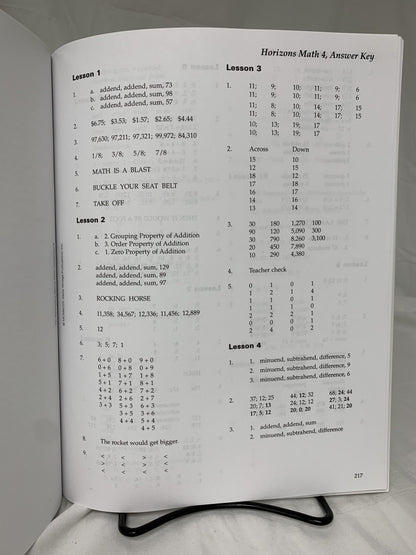 Horizons Math 4, Answer Key
Lesson 1
1. a. addend, addend, sum, 73
b. addend, addend, sum, 98
c. addend, addend, sum, 57
2. $6.75; $3.53; $1.57; $2.65; $4.44
3. 97,630; 97,211; 97,321; 99,972; 84,310
4. 1/8; 3/5; 5/8; 7/8
5. MATH IS A BLAST
6. BUCKLE YOUR SEAT BELT
7. TAKE OFF
Lesson 2
1. a. 2. Grouping Property of Addition
b. 3. Order Property of Addition
c. 1. Zero Property of Addition
2. addend, addend, sum, 129
addend, addend, sum, 89
addend, addend, sum, 97
3. ROCKING HORSE
4. 11,358; 34,567; 12,336; 11,456; 12,889
5. 12
6. 3; 5; 7; 1
7. 6+0 8+0 9+0
0+6 0+8 0+9
1+5 1+7 1+8
5+1 7+1 8+1
4+2 6+2 7+2
2+4 2+6 2+7
3+3 5+3 6+3
3+5 3+6
4+4 5+4
4+5
8. The rocket would get bigger.
9. < < < <
> < > <
< < < <
Lesson 3
1. 11; 9; 10; 11; 9; 6
11; 9; 10; 11; 9; 6
11; 8; 10; 14; 17; 15
11; 8; 10; 14; 17; 15
10; 13; 19; 17
10; 13; 19; 17
2. Across Down
15 10
12 15
18 12
17 18
17 16
14 14
13 14
3. 30 180 1,270 100
90 120 5,090 300
30 790 8,260 3,100
20 450 7,890
10 290 4,380
4. Teacher check
5. 0 1 0 1
1 2 1 4
1 1 0 1
1 1 1 1
2 2 2 1
0 0 0 1
2 4 0 2
Lesson 4
1. 1. minuend, subtrahend, difference, 5
2. minuend, subtrahend, difference, 9
3. minuend, subtrahend, difference, 6
2. 37; 12; 25 44; 12; 32 68; 24; 44
20; 7; 13 24; 12; 12 27; 3; 24
17; 5; 12 20; 0; 20 41; 21; 20
3. 1. addend, addend, sum
2. minuend, subtrahend, difference
217